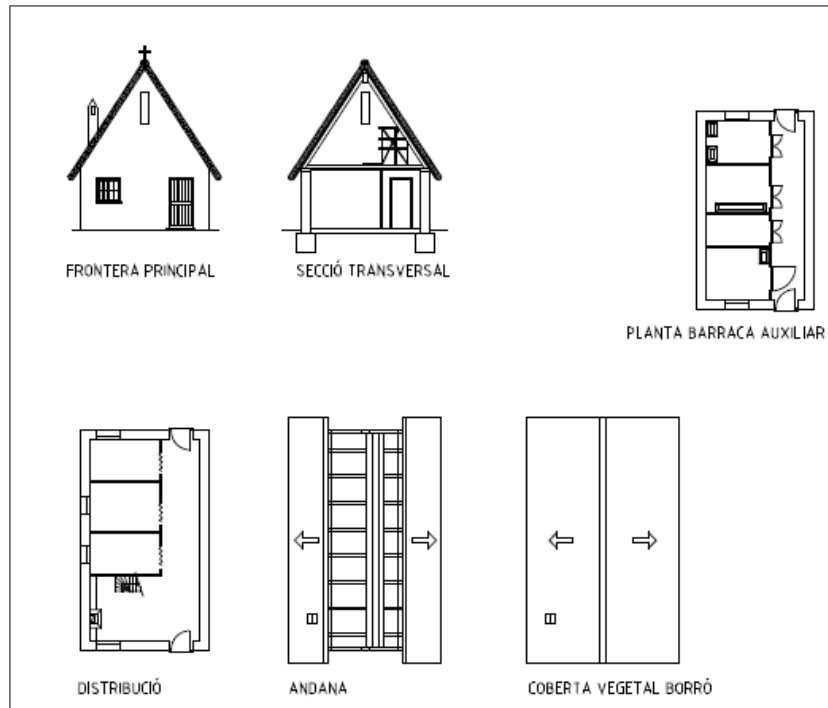 FRONTERA PRINCIPAL
SECCIÓ TRANSVERSAL
PLANTA BARRACA AUXILIAR
DISTRIBUCIÓ
ANDANA
COBERTA VEGETAL BORRÓ